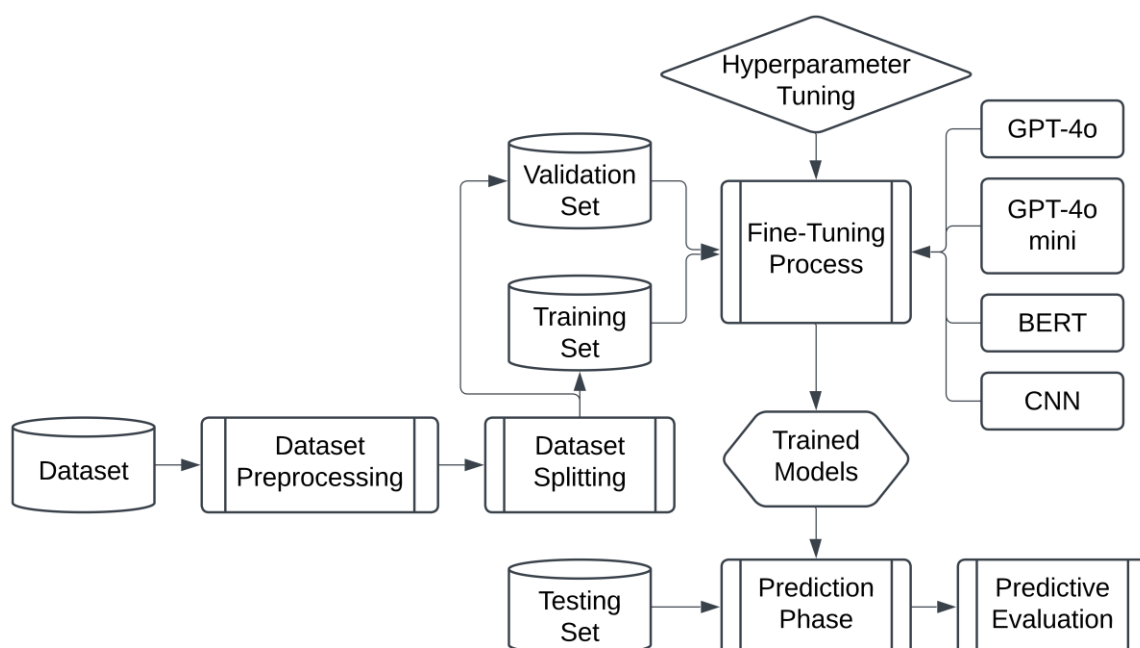 Hyperparameter
Tuning
GPT-4o
Validation
Set
GPT-4o
mini
Fine-Tuning
Process
Training
Set
BERT
CNN
Dataset
Dataset
Preprocessing
Dataset
Splitting
Trained
Models
Testing
Set
Prediction
Phase
Predictive
Evaluation